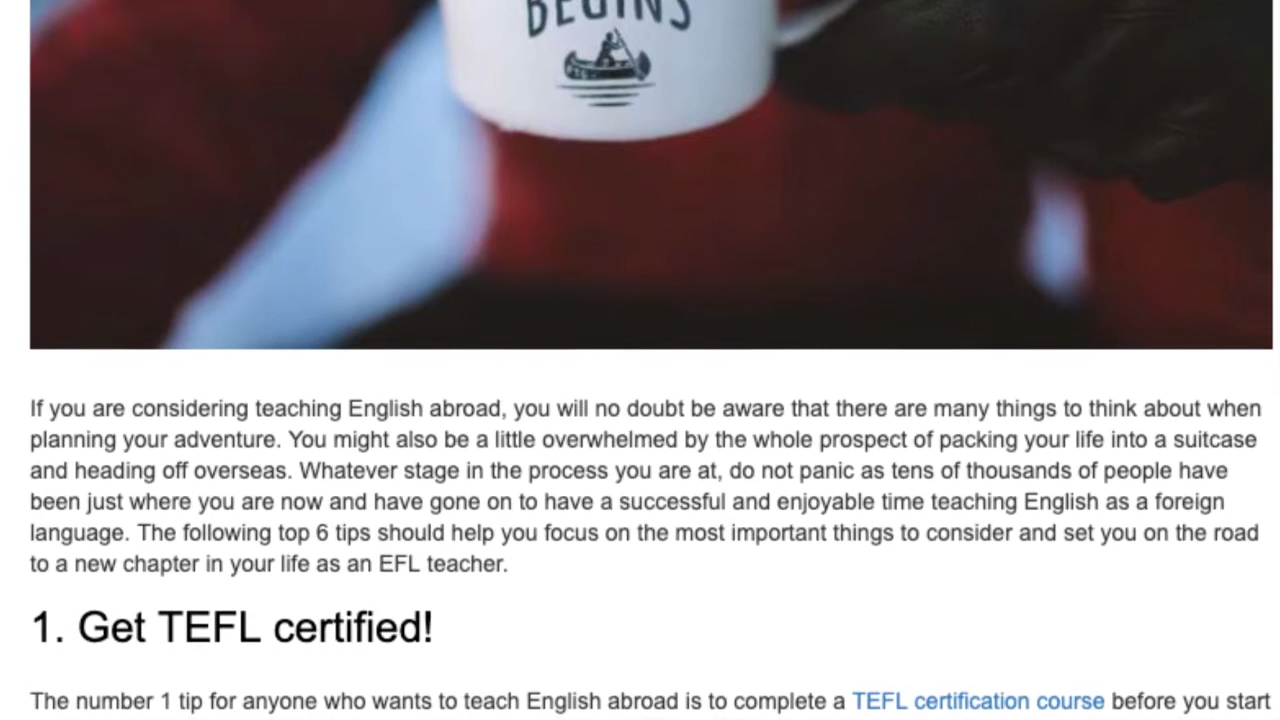 BEGINS
If you are considering teaching English abroad, you will no doubt be aware that there are many things to think about when
planning your adventure. You might also be a little overwhelmed by the whole prospect of packing your life into a suitcase
and heading off overseas. Whatever stage in the process you are at, do not panic as tens of thousands of people have
been just where you are now and have gone on to have a successful and enjoyable time teaching English as a foreign
language. The following top 6 tips should help you focus on the most important things to consider and set you on the road
to a new chapter in your life as an EFL teacher.
1. Get TEFL certified!
The number 1 tip for anyone who wants to teach English abroad is to complete a TEFL certification course before you start